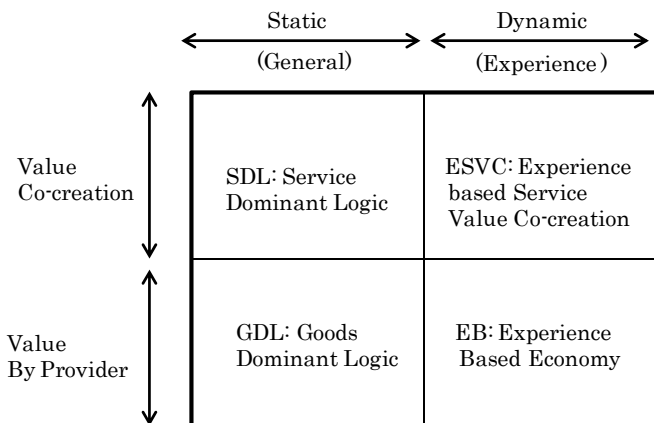 Static
Dynamic
(General)
(Experience)
Value
Co-creation
SDL: Service
Dominant Logic
ESVC: Experience
based Service
Value Co-creation
Value
By Provider
GDL: Goods
Dominant Logic
EB: Experience
Based Economy